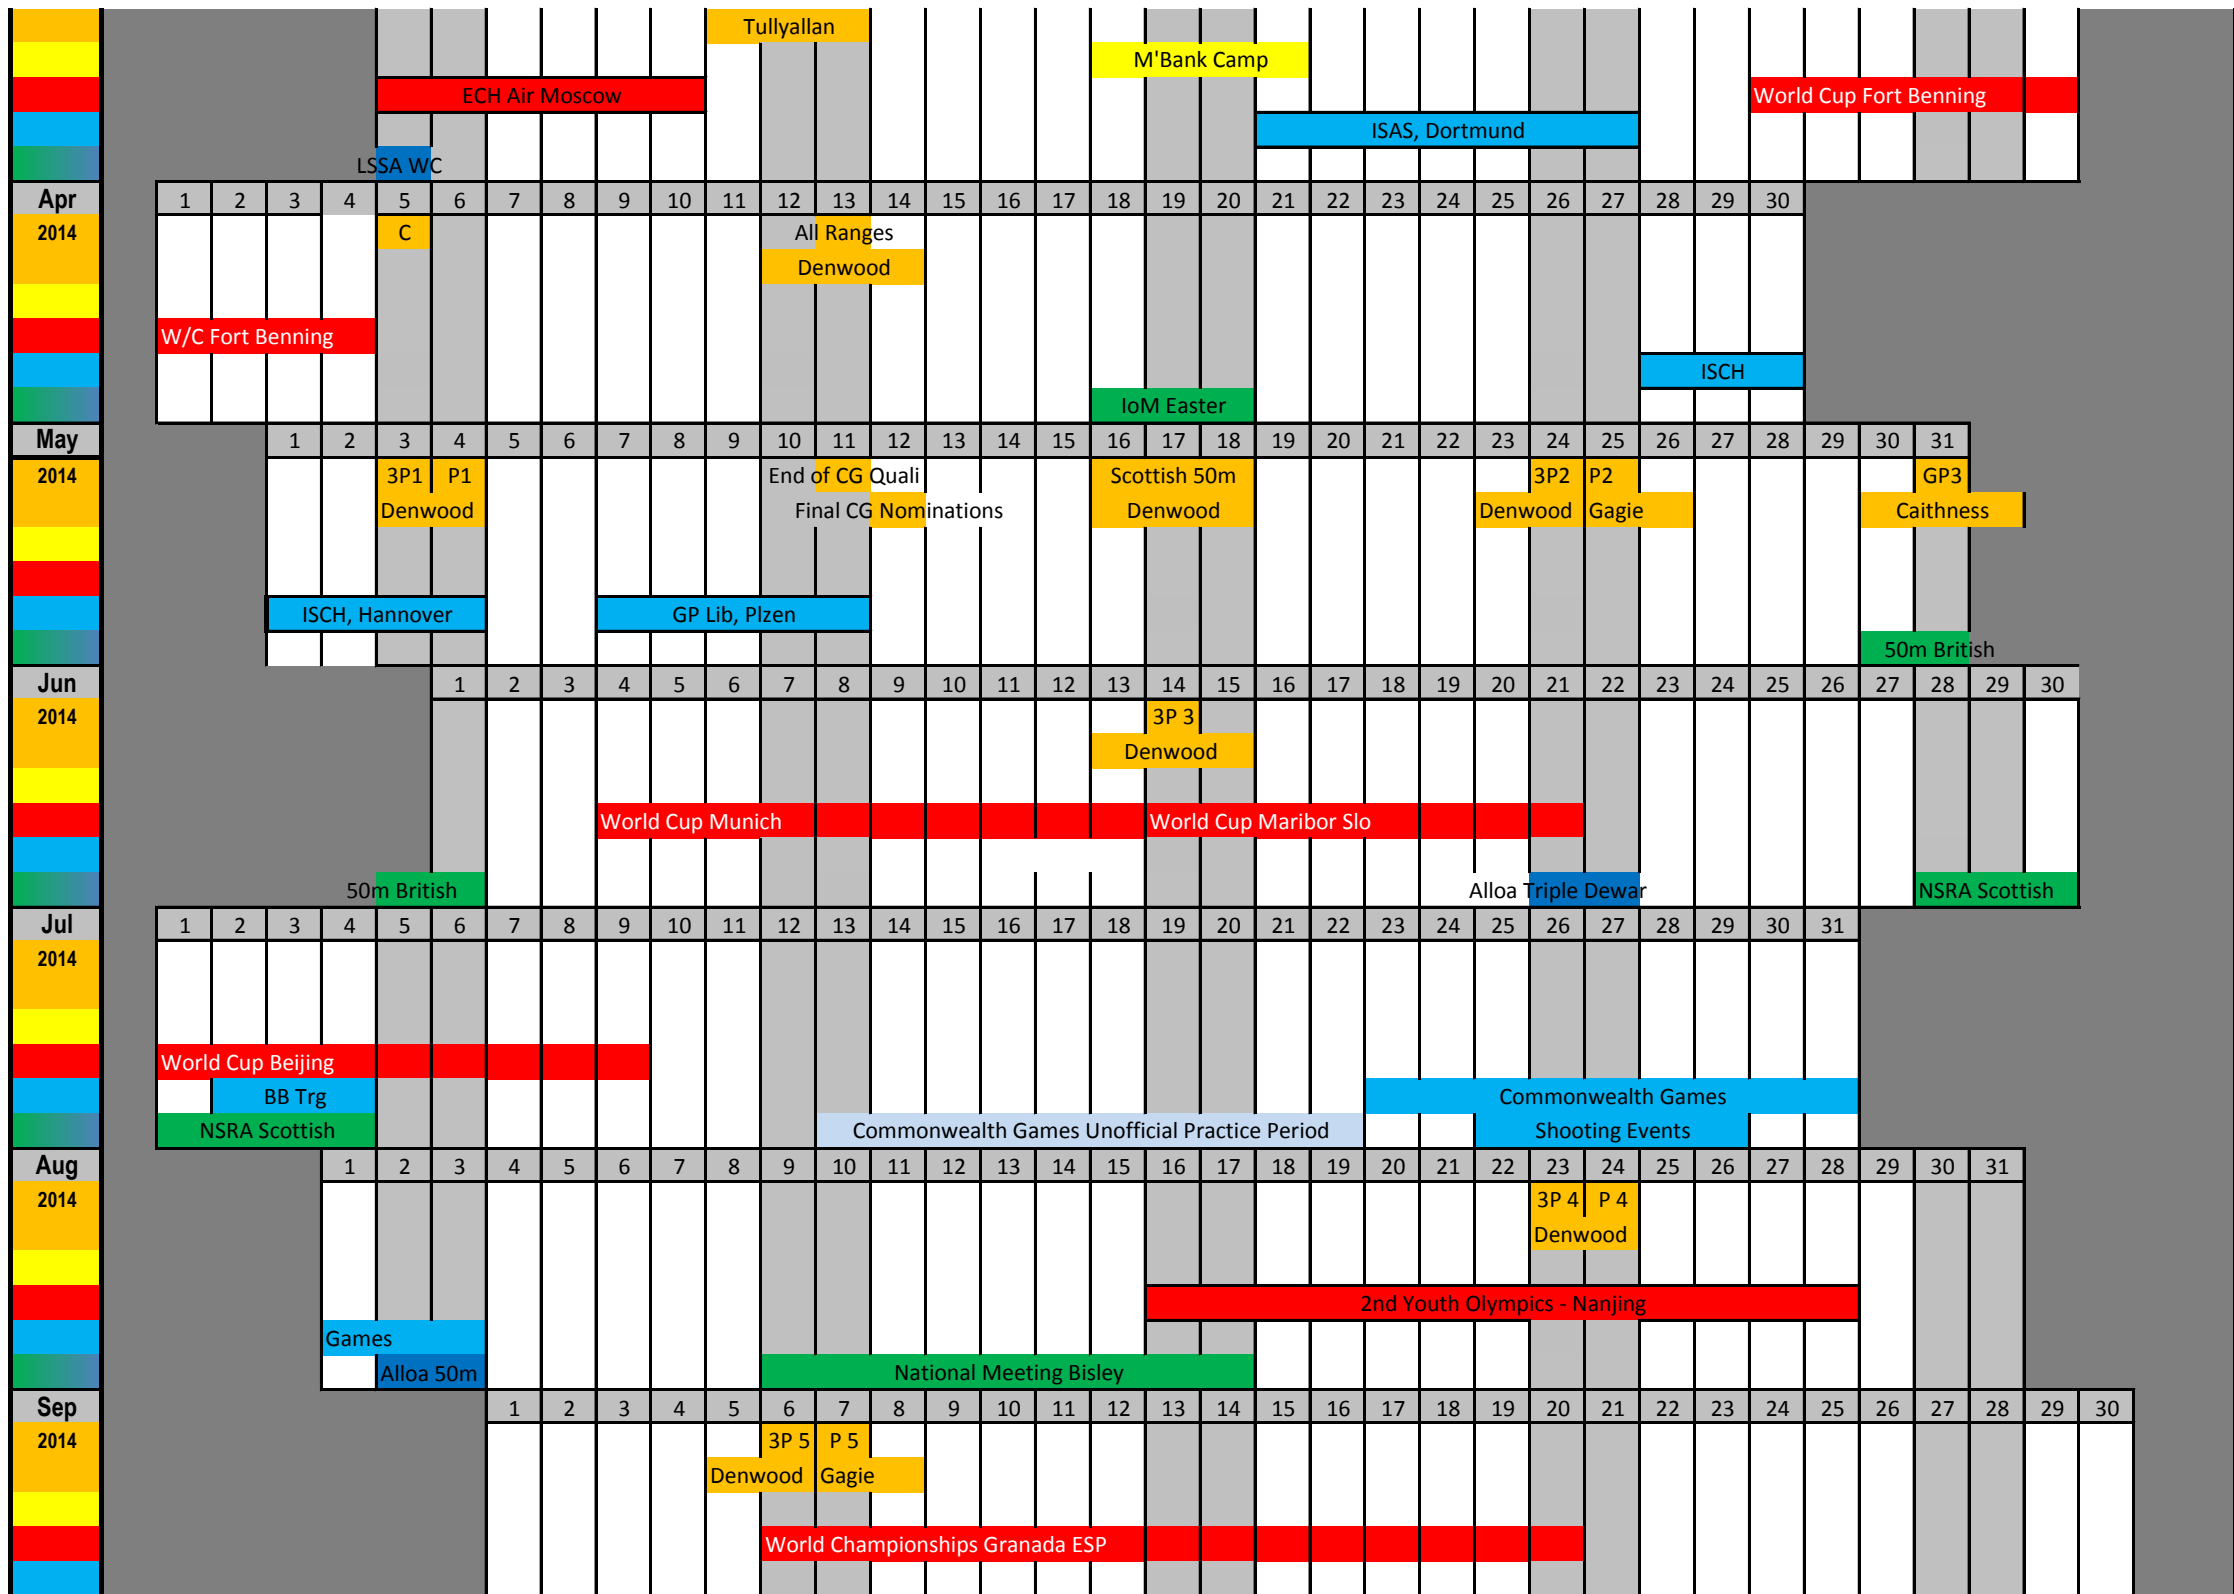 Tullyallan
M'Bank Camp
ECH Air Moscow World Cup Fort Benning
ISAS, Dortmund
LSSA WC
Apr 1 2 3 4 5 6 7 8 9 10 11 12 13 14 15 16 17 18 19 20 21 22 23 24 25 26 27 28 29 30
2014 C All Ranges
Denwood
W/C Fort Benning
ISCH
IoM Easter
May 1 2 3 4 5 6 7 8 9 10 11 12 13 14 15 16 17 18 19 20 21 22 23 24 25 26 27 28 29 30 31
2014 3P1 P1 End of CG Quali Scottish 50m 3P2 P2 GP3
Denwood Final CG Nominations Denwood Denwood Gagie Caithness
ISCH, Hannover GP Lib, Plzen
50m British
Jun 1 2 3 4 5 6 7 8 9 10 11 12 13 14 15 16 17 18 19 20 21 22 23 24 25 26 27 28 29 30
2014 3P 3
Denwood
World Cup Munich World Cup Maribor Slo
50m British Alloa Triple Dewar NSRA Scottish
Jul 1 2 3 4 5 6 7 8 9 10 11 12 13 14 15 16 17 18 19 20 21 22 23 24 25 26 27 28 29 30 31
2014
World Cup Beijing
BB Trg Commonwealth Games
NSRA Scottish Commonwealth Games Unofficial Practice Period Shooting Events
Aug 1 2 3 4 5 6 7 8 9 10 11 12 13 14 15 16 17 18 19 20 21 22 23 24 25 26 27 28 29 30 31
2014 3P 4 P 4
Denwood
2nd Youth Olympics - Nanjing
Games
Alloa 50m National Meeting Bisley
Sep 1 2 3 4 5 6 7 8 9 10 11 12 13 14 15 16 17 18 19 20 21 22 23 24 25 26 27 28 29 30
2014 3P 5 P 5
Denwood Gagie
World Championships Granada ESP